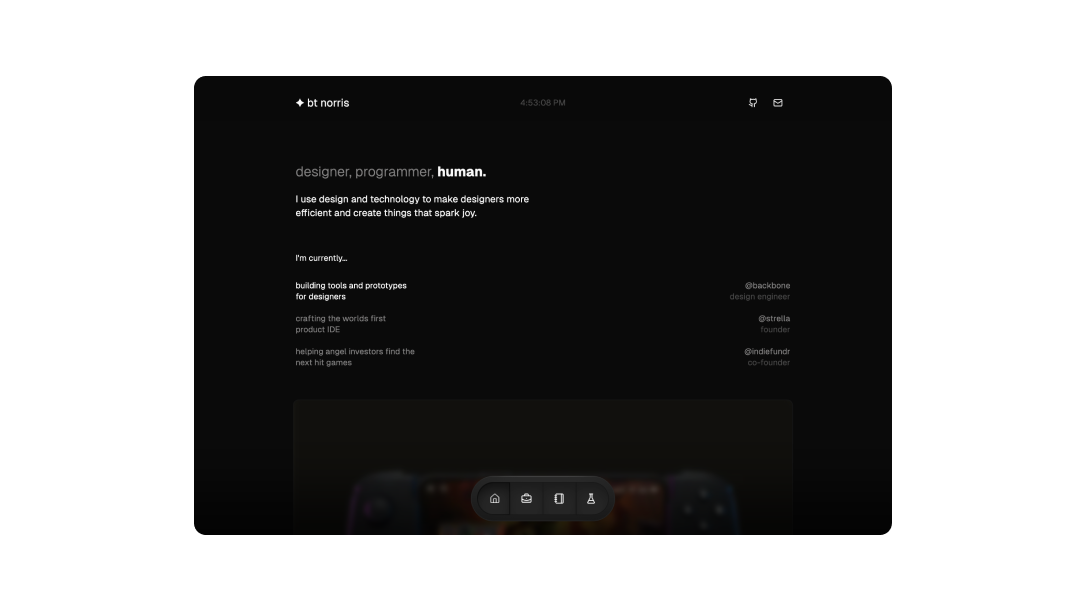 bt norris
4:53:08 PM
designer, programmer, human.
I use design and technology to make designers more
efficient and create things that spark joy.
I'm currently...
building tools and prototypes
for designers
@backbone
design engineer
crafting the worlds first
product IDE
@strella
founder
helping angel investors find the
next hit games
@indiefundr
co-founder